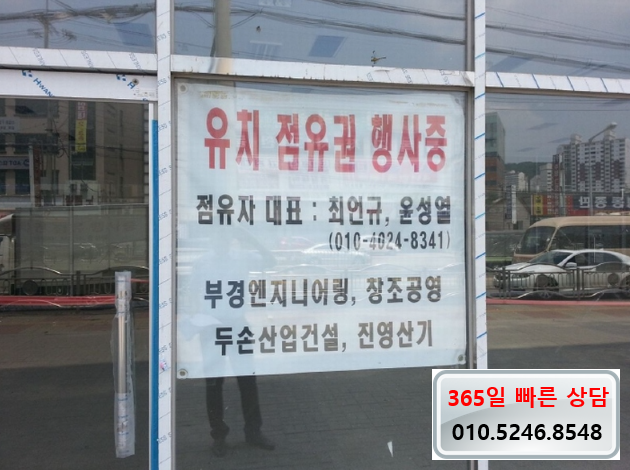 유치 점유권 행사중
점유자 대표 : 최언규, 윤성열
(010-4024-8341)
부경엔지니어링, 장조공영
두손산업건설, 진영산기
365일 빠른 상담
010.5246.8548